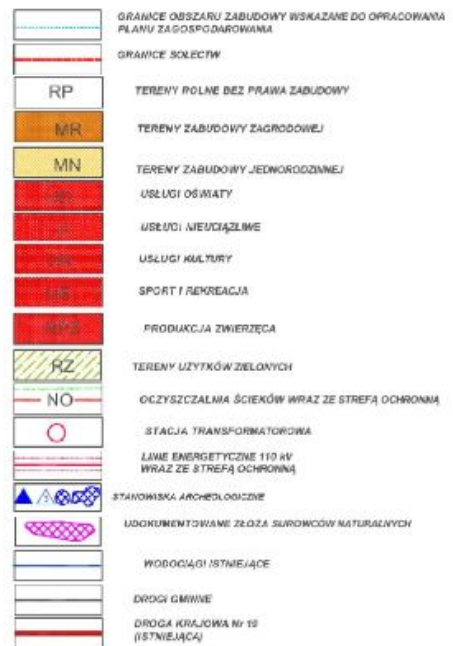 GRANICE OBSZARU ZABUDOWY WSKAZANE DO OPRACOWANIA
PLANU ZAGOSPODAROWANIA
GRANICE SOŁECTW
RP TERENY ROLNE BEZ PRAWA ZABUDOWY
MR TERENY ZABUDOWY ZAGRODOWEJ
MN TERENY ZABUDOWY JEDNORODZINNEJ
USŁUGI OŚWIATY
USŁUGI NIEUCIĄŻLIWE
USŁUGI KULTURY
SPORT I REKREACJA
PRODUKCJA ZWIERZĘCA
RZ TERENY UŻYTKÓW ZIELONYCH
NO OCZYSZCZALNIA ŚCIEKÓW WRAZ ZE STREFĄ OCHRONNĄ
STACJA TRANSFORMATOROWA
LINIE ENERGETYCZNE 110 kV
WRAZ ZE STREFĄ OCHRONNĄ
STANOWISKA ARCHEOLOGICZNE
UDOKUMENTOWANE ZŁOŻA SUROWCÓW NATURALNYCH
WODOCIĄGI ISTNIEJĄCE
DROGI GMINNE
DROGA KRAJOWA Nr 19
(ISTNIEJĄCA)